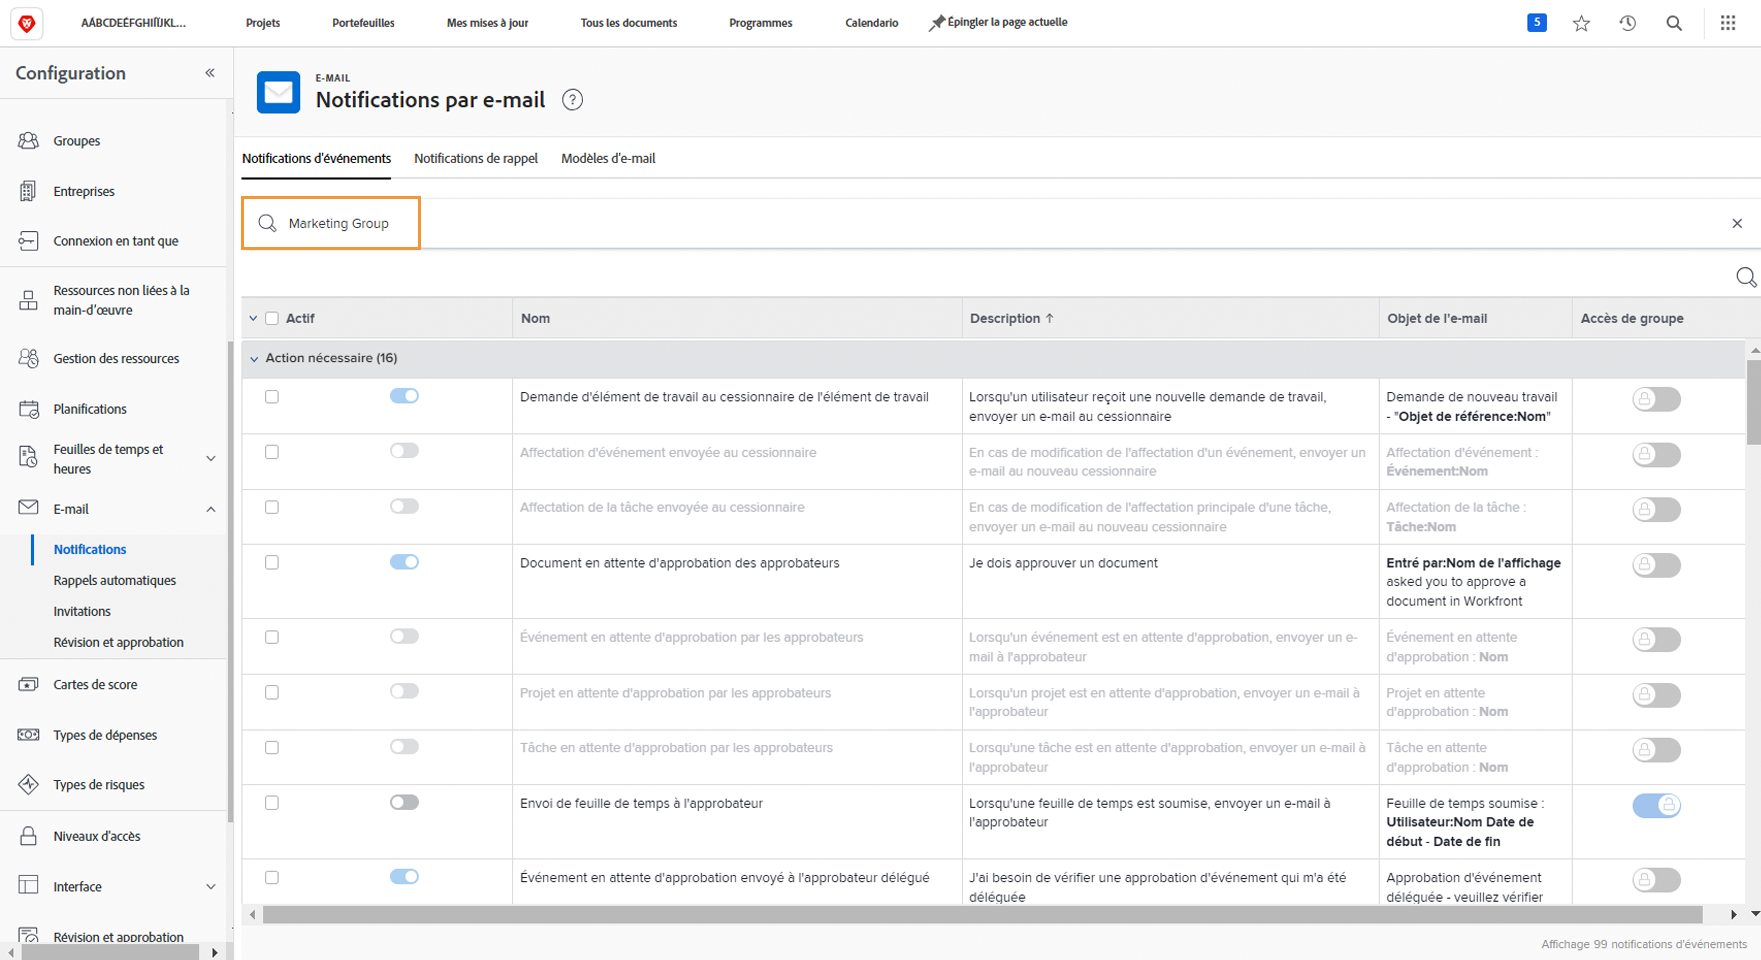 AÁBCDEÉFGHIÍÏIJKL...
Projets
Portefeuilles
Mes mises à jour
Tous les documents
Programmes
Calendario
Épingler la page actuelle
5
Configuration
Groupes
Entreprises
Connexion en tant que
Ressources non liées à la
main-d'œuvre
Gestion des ressources
Planifications
Feuilles de temps et
heures
E-mail
Notifications
Rappels automatiques
Invitations
Révision et approbation
Cartes de score
Types de dépenses
Types de risques
Niveaux d'accès
Interface
Révision et approbation
E-MAIL
Notifications par e-mail
Notifications d'événements
Notifications de rappel
Modèles d'e-mail
Marketing Group
Actif
Nom
Description
Objet de l'e-mail
Accès de groupe
Action nécessaire (16)
Demande d'élément de travail au cessionnaire de l'élément de travail
Lorsqu'un utilisateur reçoit une nouvelle demande de travail,
envoyer un e-mail au cessionnaire
Demande de nouveau travail
- "Objet de référence:Nom"
Affectation d'événement envoyée au cessionnaire
En cas de modification de l'affectation d'un événement, envoyer un
e-mail au nouveau cessionnaire
Affectation d'événement :
Événement:Nom
Affectation de la tâche envoyée au cessionnaire
En cas de modification de l'affectation principale d'une tâche,
envoyer un e-mail au nouveau cessionnaire
Affectation de la tâche :
Tâche:Nom
Document en attente d'approbation des approbateurs
Je dois approuver un document
Entré par:Nom de l'affichage
asked you to approve a
document in Workfront
Événement en attente d'approbation par les approbateurs
Lorsqu'un événement est en attente d'approbation, envoyer un e-
mail à l'approbateur
Événement en attente
d'approbation : Nom
Projet en attente d'approbation par les approbateurs
Lorsqu'un projet est en attente d'approbation, envoyer un e-mail à
l'approbateur
Projet en attente
d'approbation : Nom
Tâche en attente d'approbation par les approbateurs
Lorsqu'une tâche est en attente d'approbation, envoyer un e-mail à
l'approbateur
Tâche en attente
d'approbation : Nom
Envoi de feuille de temps à l'approbateur
Lorsqu'une feuille de temps est soumise, envoyer un e-mail à
l'approbateur
Feuille de temps soumise :
Utilisateur:Nom Date de
début - Date de fin
Événement en attente d'approbation envoyé à l'approbateur délégué
J'ai besoin de vérifier une approbation d'événement qui m'a été
déléguée
Approbation d'événement
déléguée - veuillez vérifier
Affichage 99 notifications d'événements